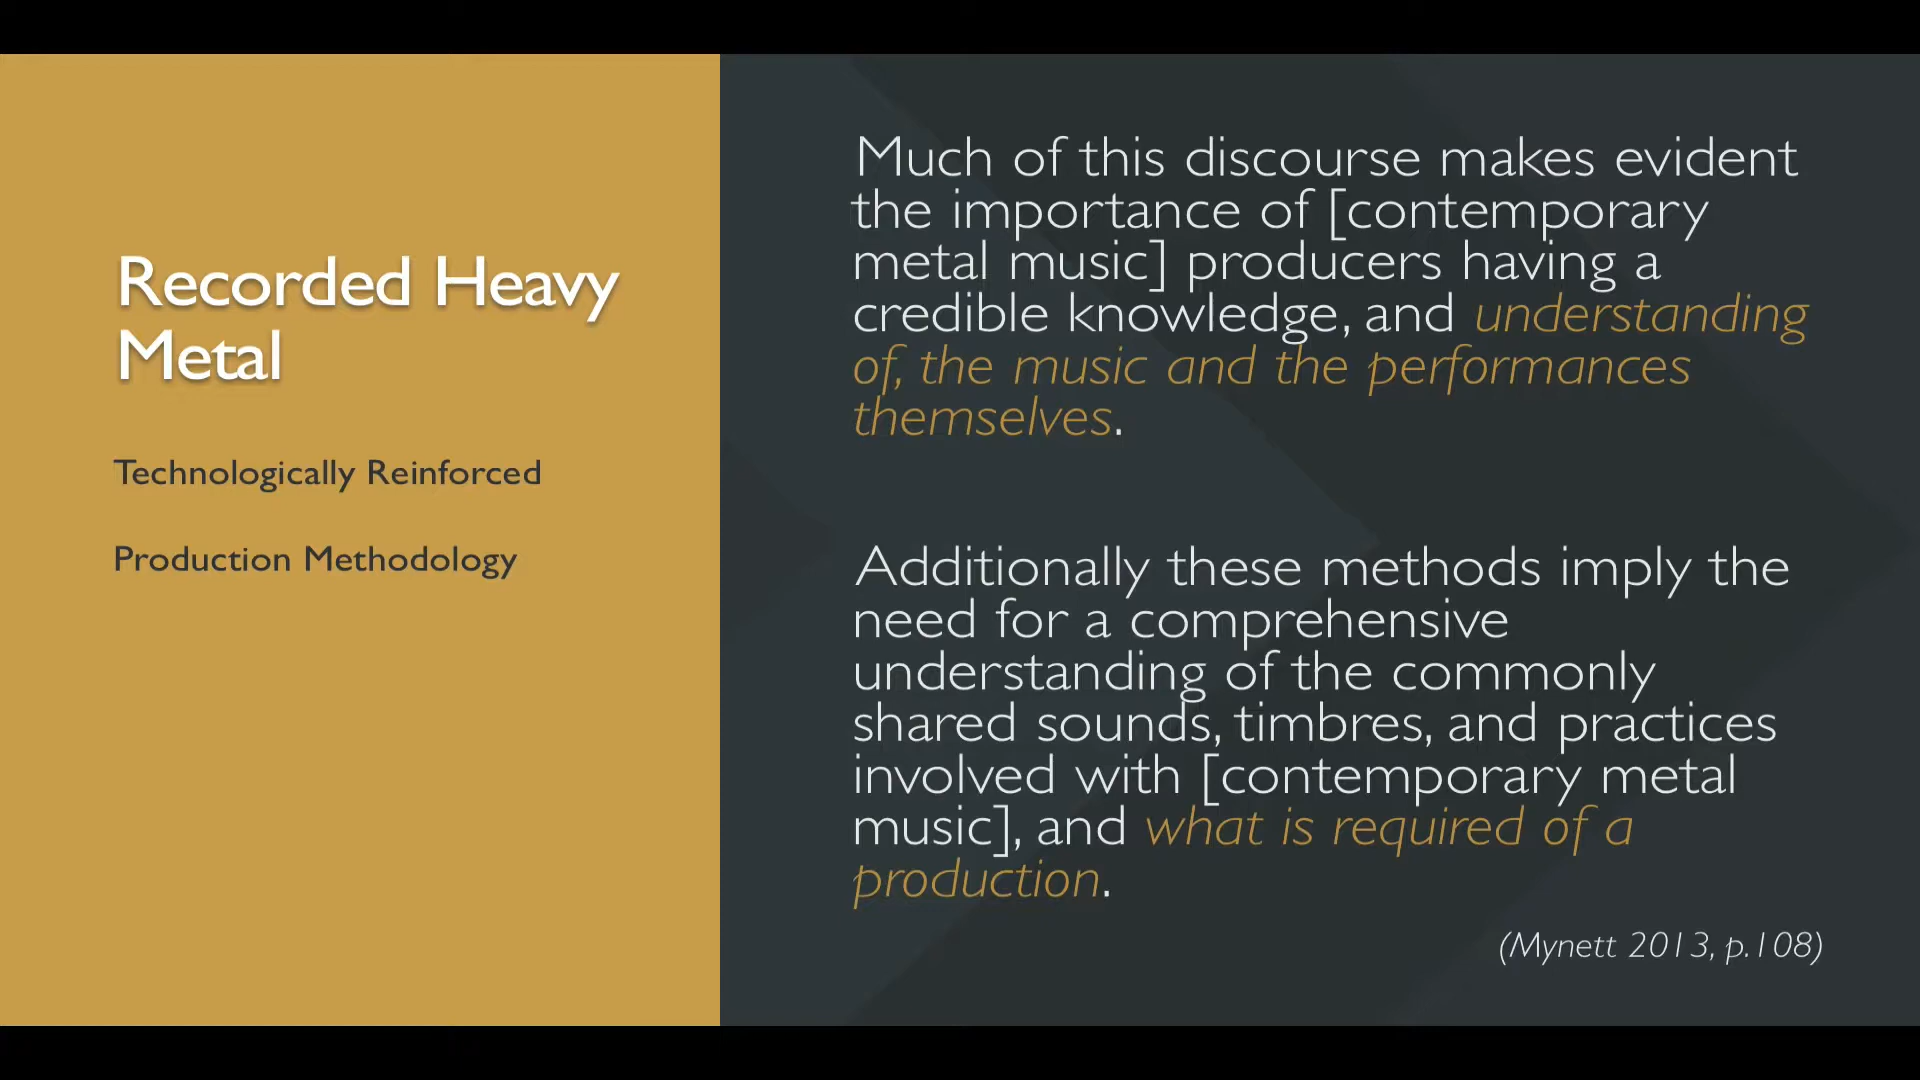 Recorded Heavy
Metal
Technologically Reinforced
Production Methodology
Much of this discourse makes evident
the importance of [contemporary
metal music] producers having a
credible knowledge, and understanding
of, the music and the performances
themselves.
Additionally these methods imply the
need for a comprehensive
understanding of the commonly
shared sounds, timbres, and practices
involved with [contemporary metal
music], and what is required of a
production.
(Mynett 2013, p.108)